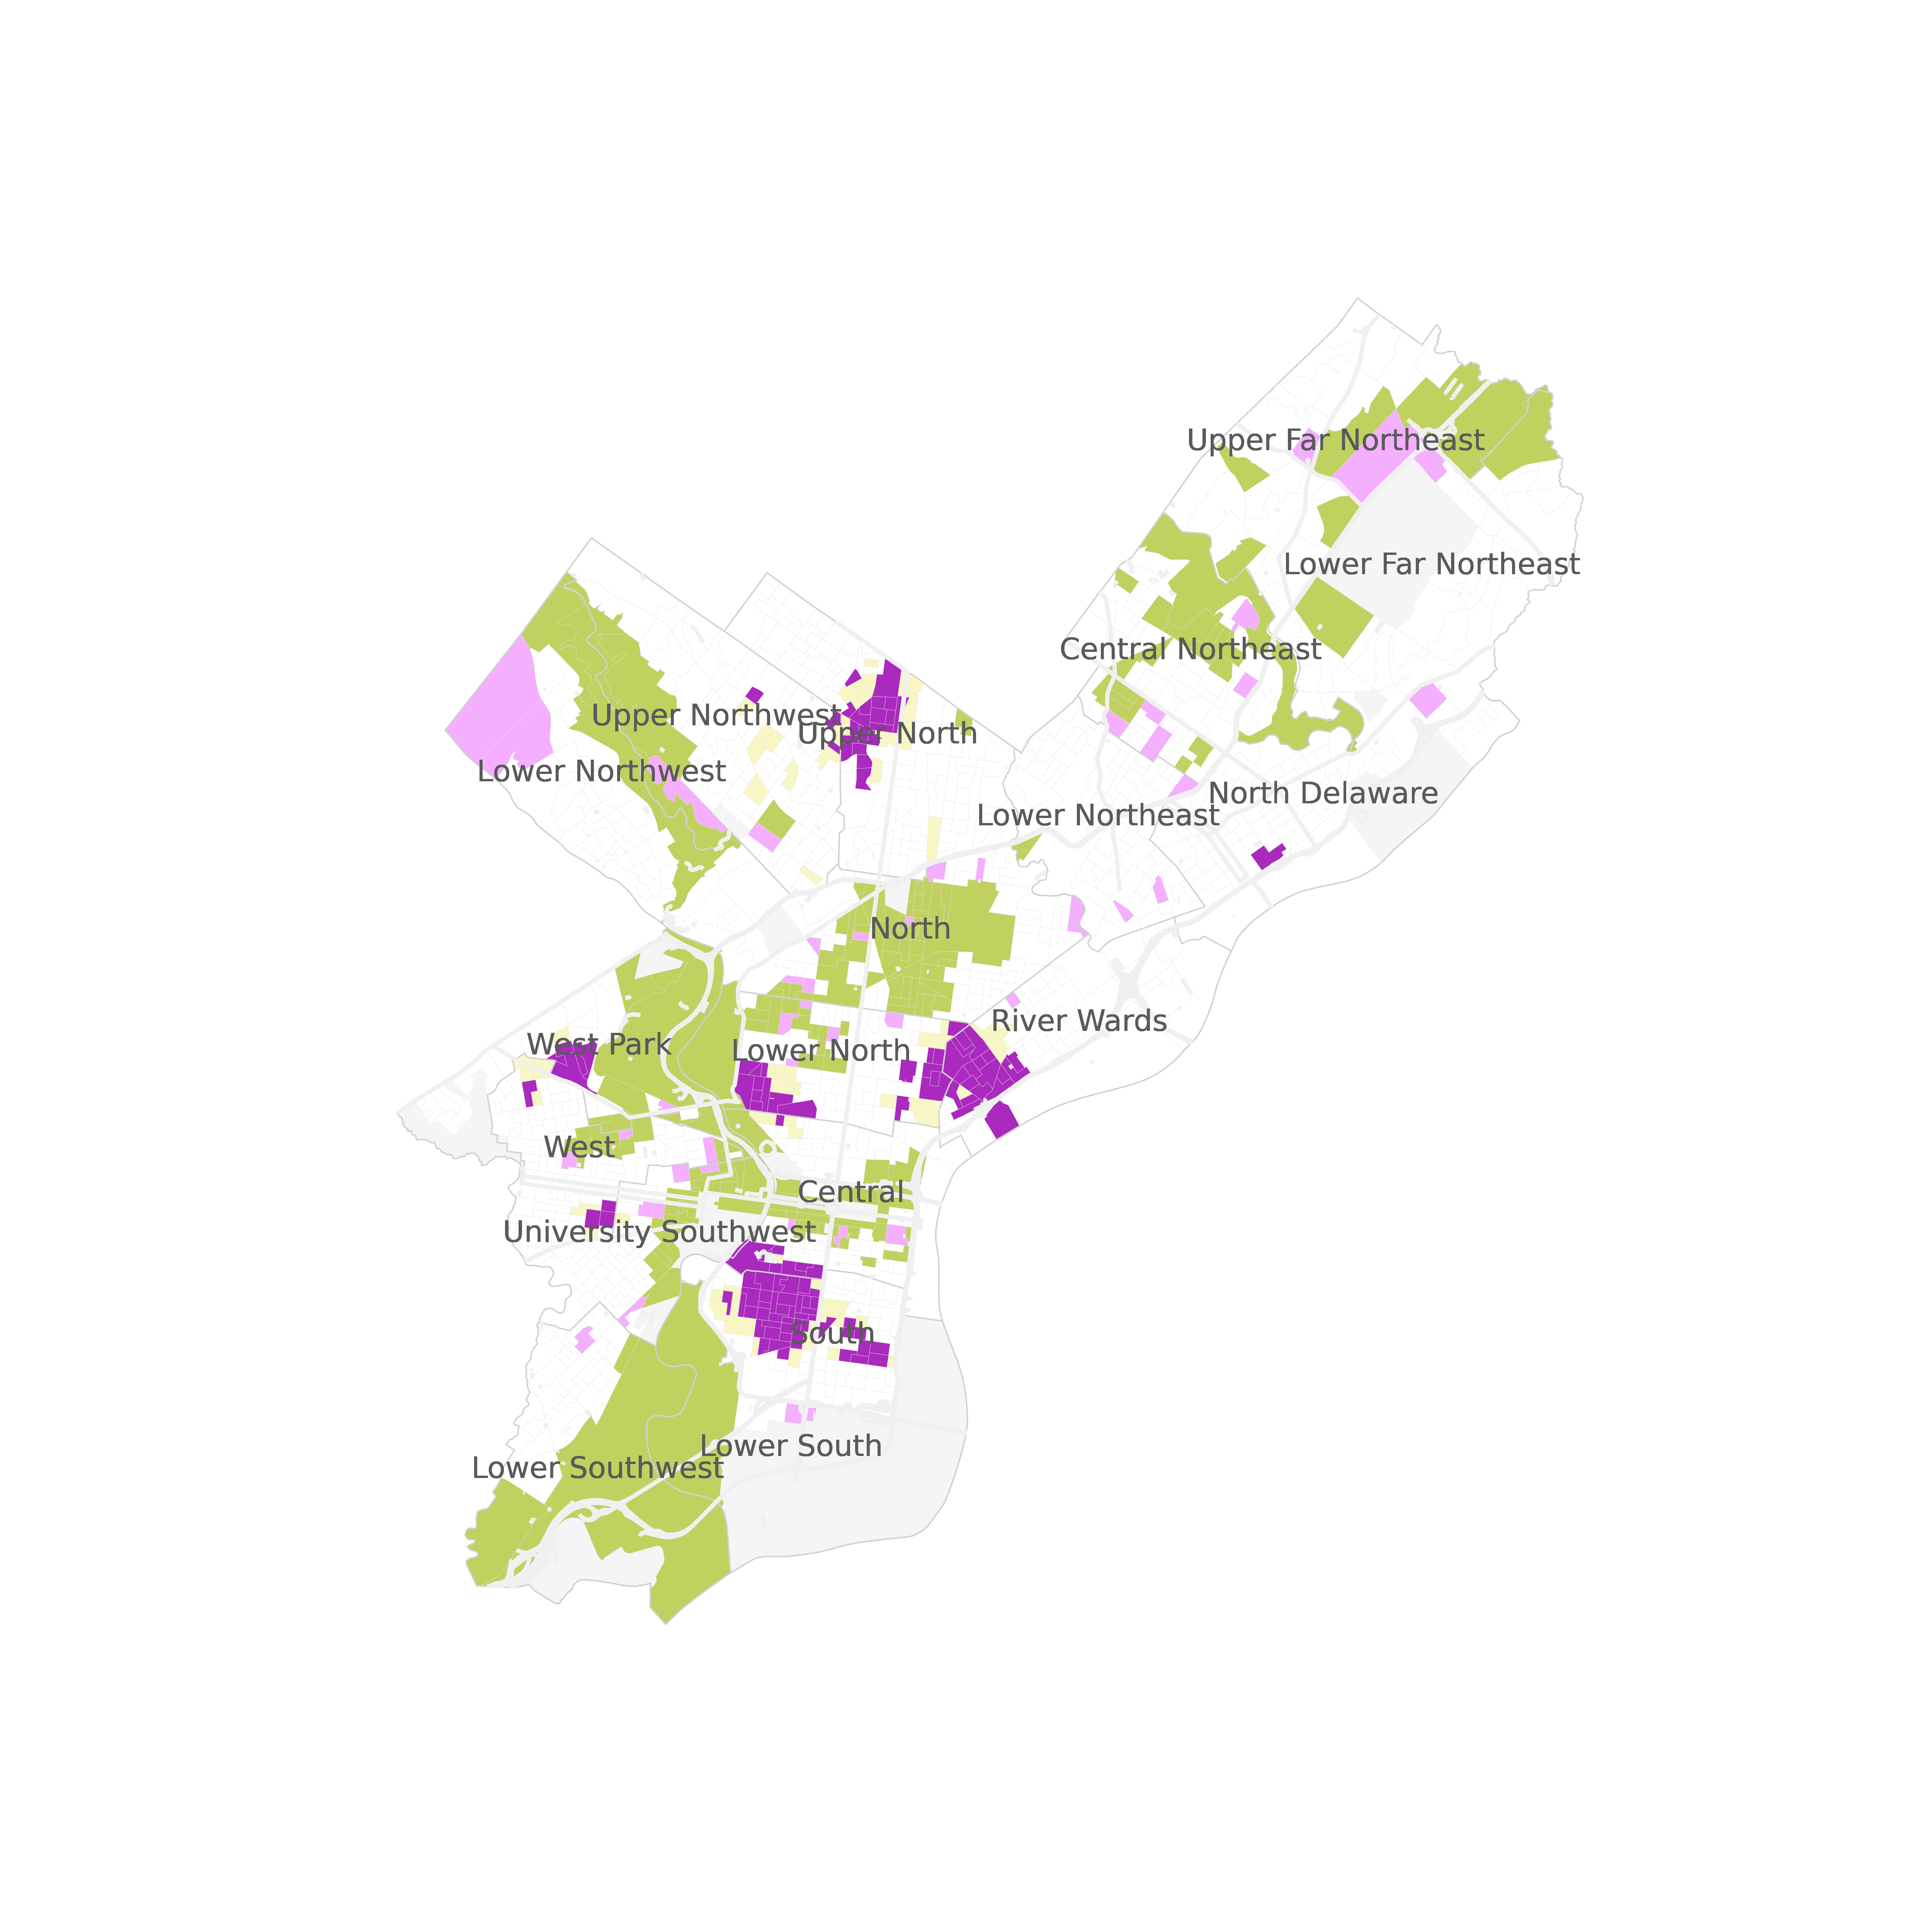 Upper Far Northeast
Lower Far Northeast
Central Northeast
Upper Northwest
Upper North
Lower Northwest
North Delaware
Lower Northeast
North
River Wards
West Park
Lower North
West
Central
University Southwest
South
Lower South
Lower Southwest